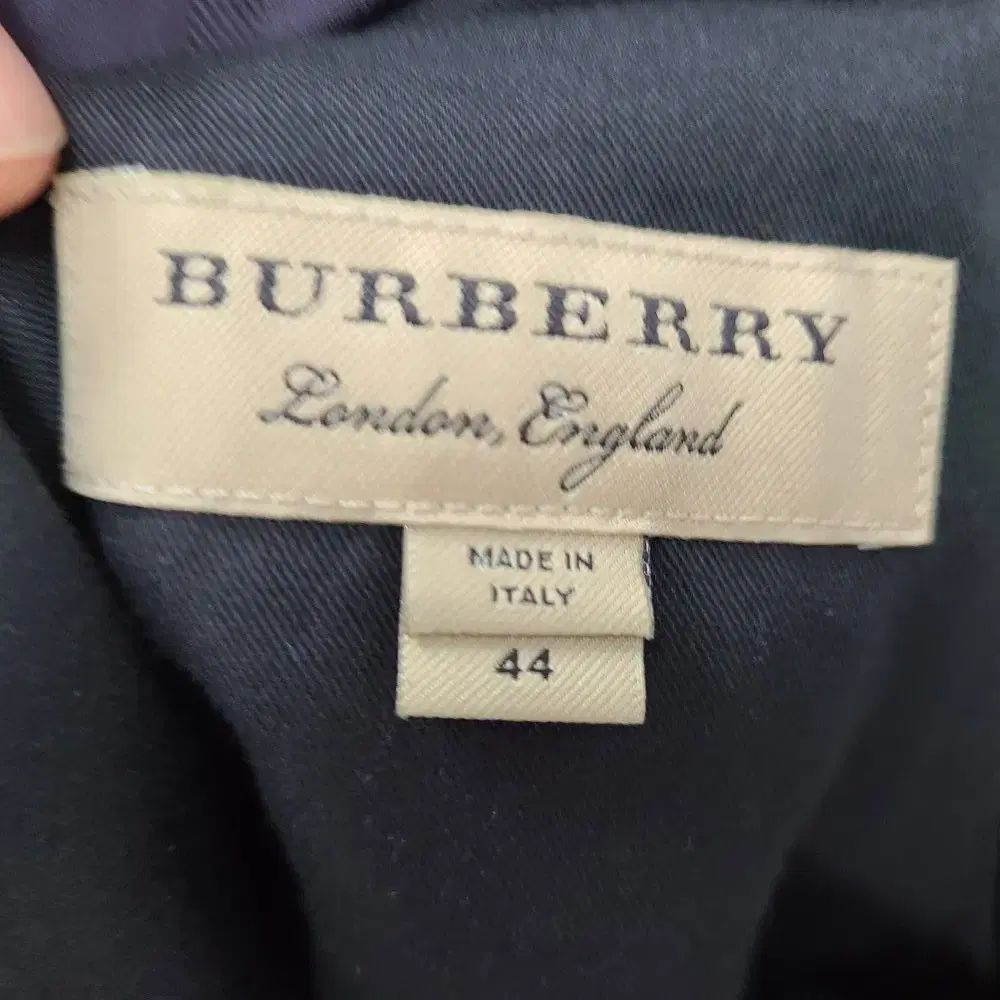 BURBERRY
London, England
MADE IN
ITALY
44